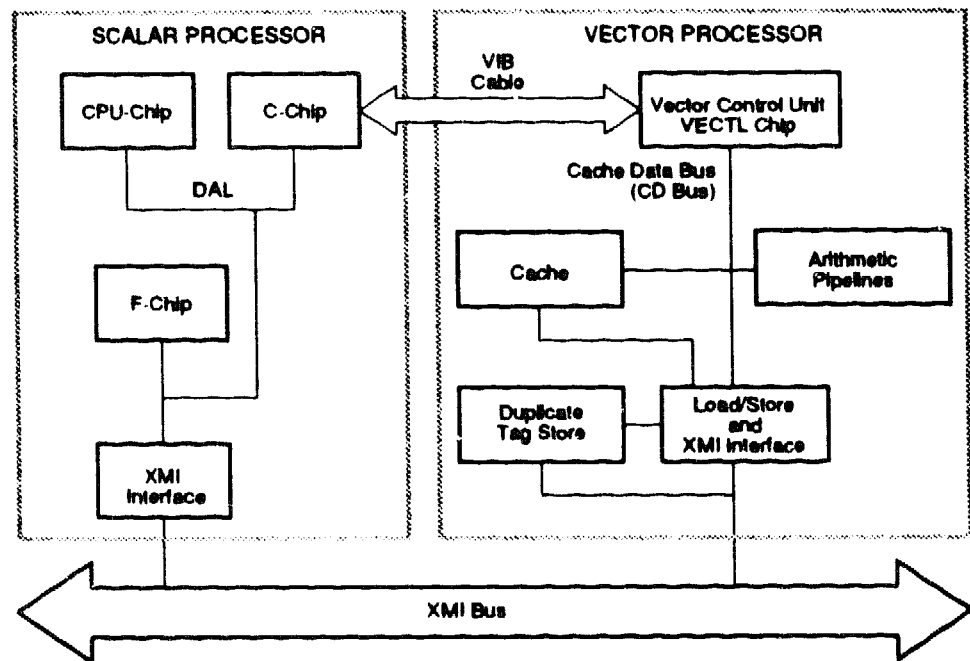 SCALAR PROCESSOR
CPU-Chip
C-Chip
DAL
F-Chip
XMI
Interface
VIB
Cable
VECTOR PROCESSOR
Vector Control Unit
VECTL Chip
Cache Data Bus
(CD Bus)
Cache
Arithmetic
Pipelines
Duplicate
Tag Store
Load/Store
and
XMI Interface
XMI Bus